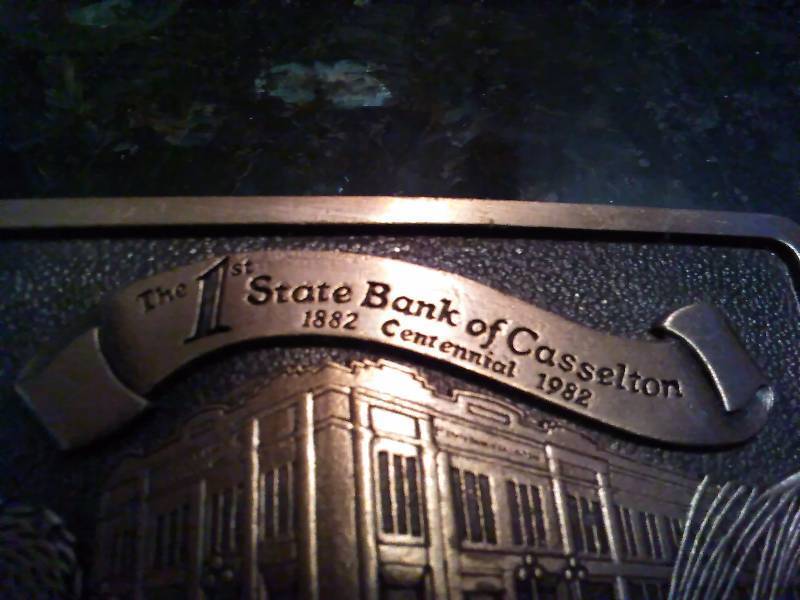 The 1st State Bank of Casselton
1882 Centennial 1982